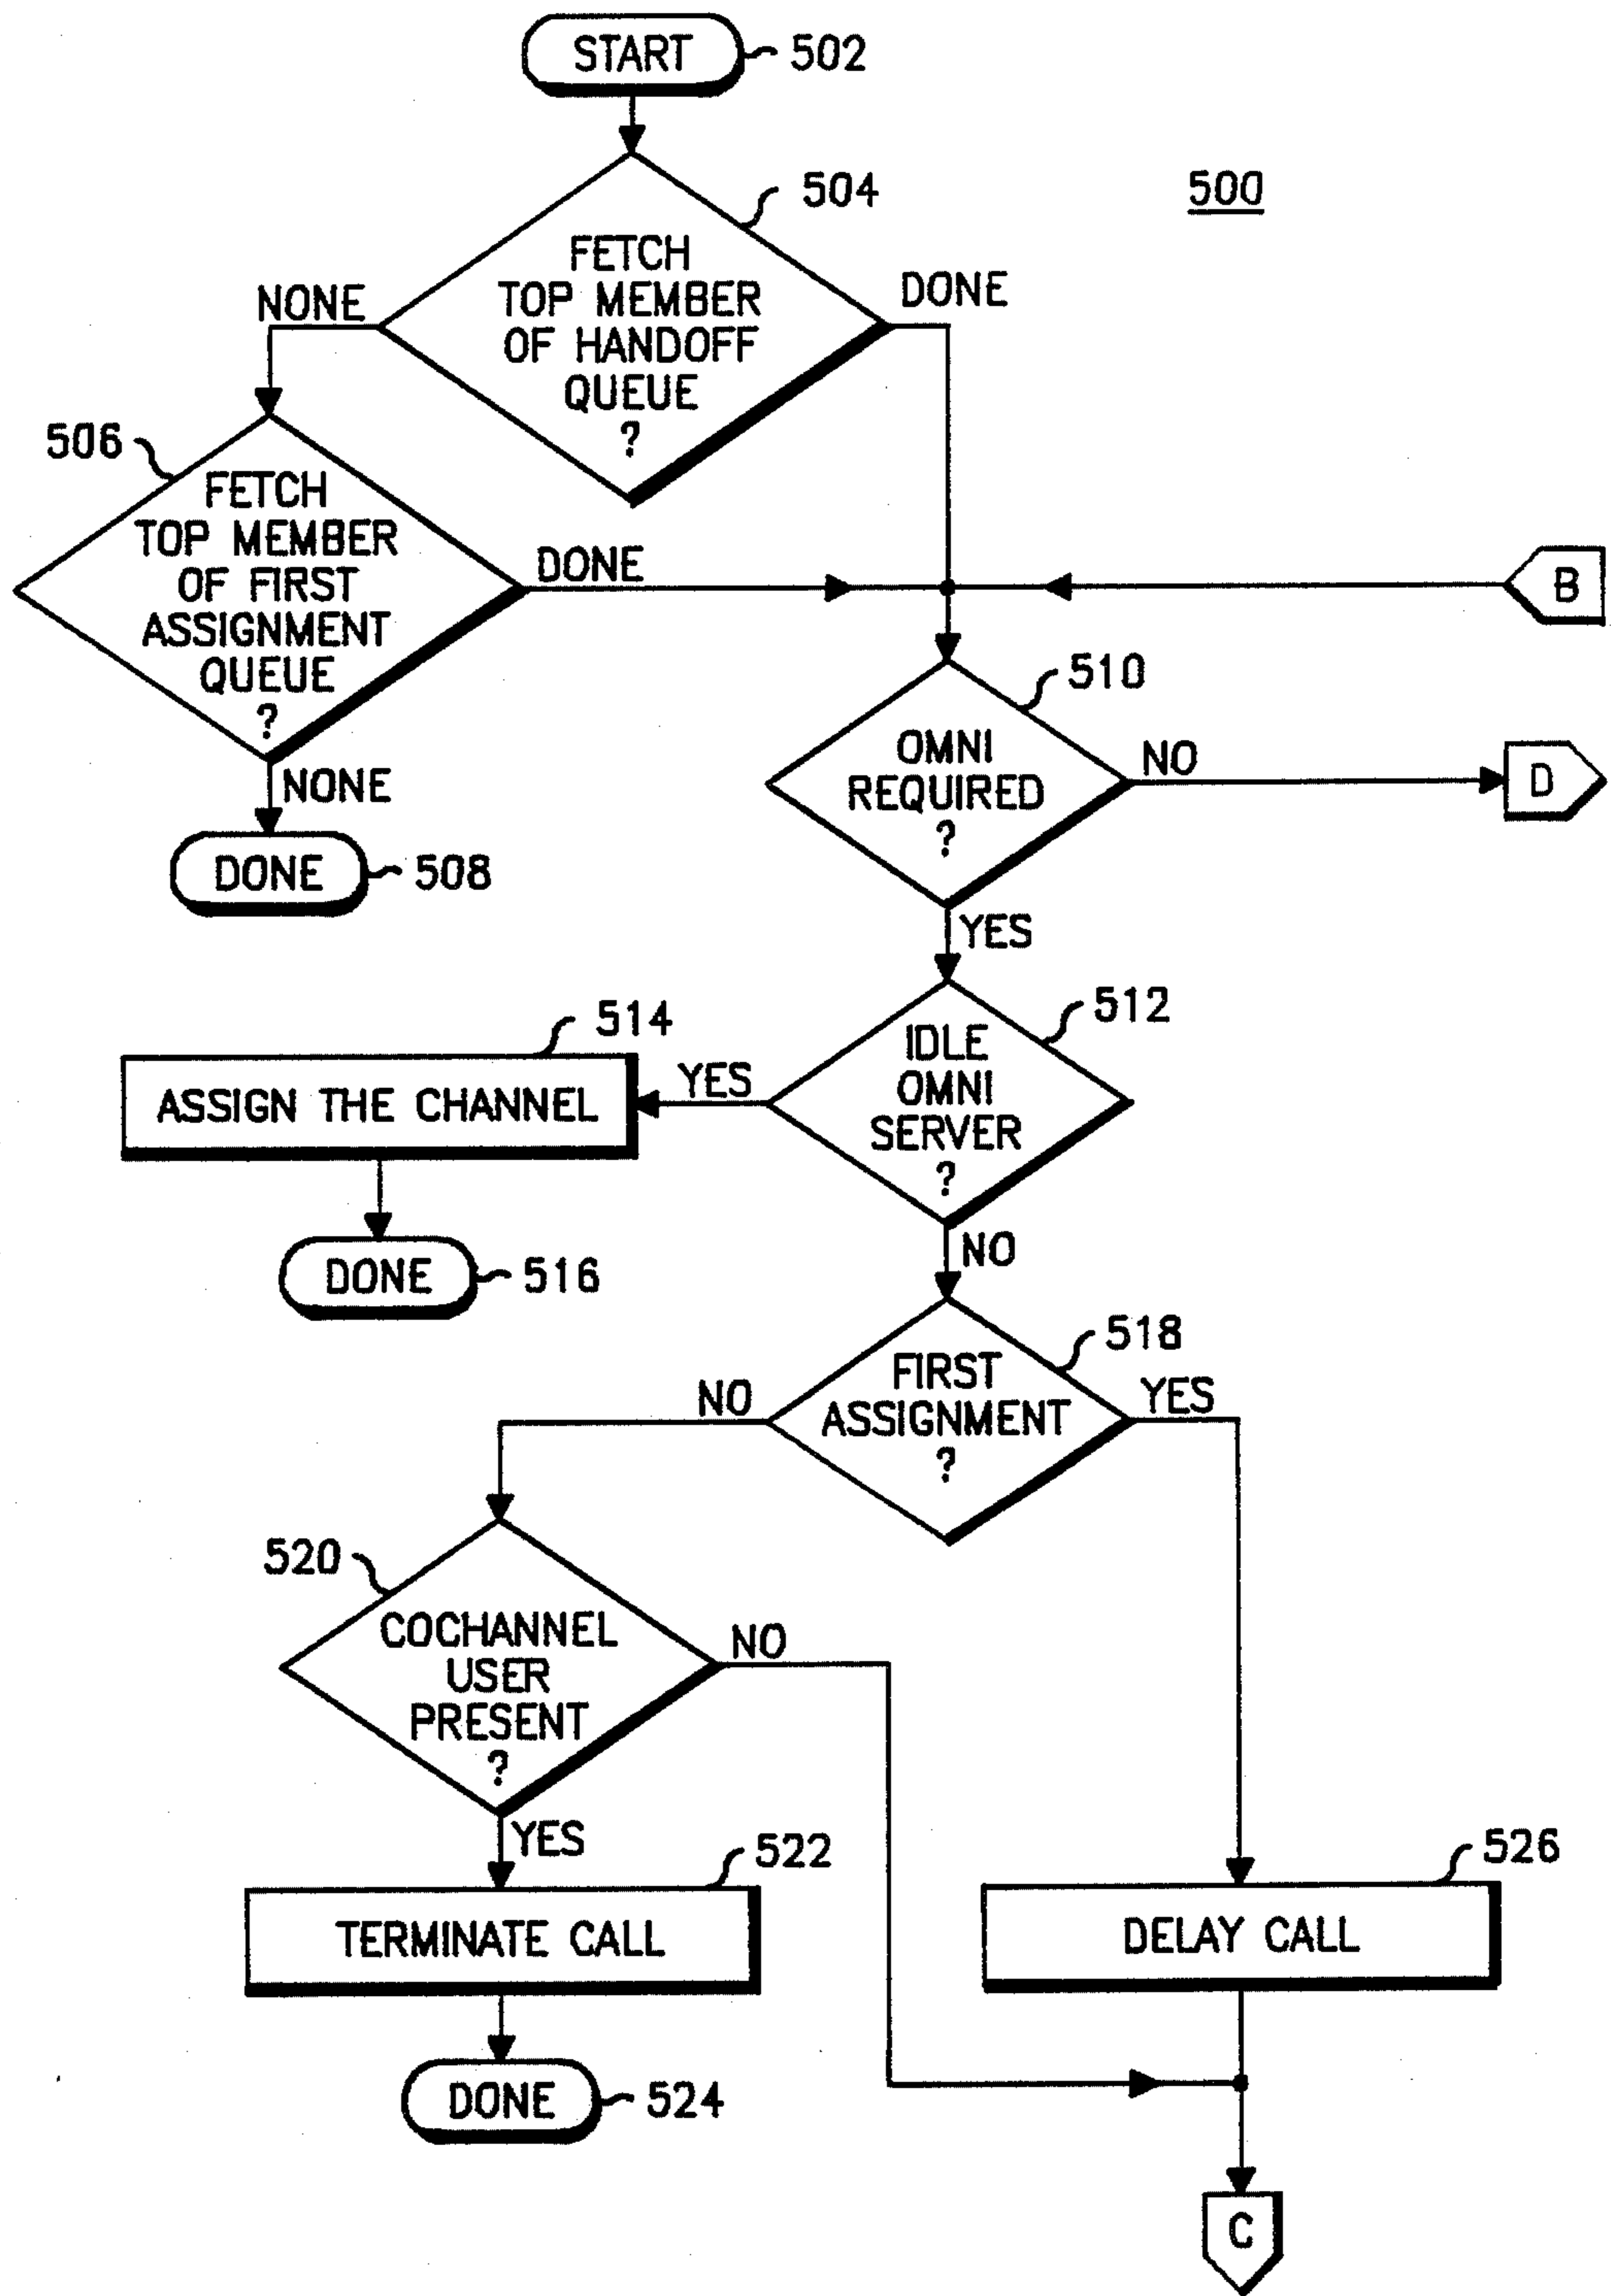 START
502
504
500
FETCH
TOP MEMBER
OF HANDOFF
QUEUE
?
NONE
DONE
506
FETCH
TOP MEMBER
OF FIRST
ASSIGNMENT
QUEUE
?
DONE
B
NONE
DONE
508
510
OMNI
REQUIRED
?
NO
D
YES
512
IDLE
OMNI
SERVER
?
YES
514
ASSIGN THE CHANNEL
DONE
516
NO
518
FIRST
ASSIGNMENT
?
NO
YES
520
COCHANNEL
USER
PRESENT
?
NO
YES
522
TERMINATE CALL
526
DELAY CALL
DONE
524
C